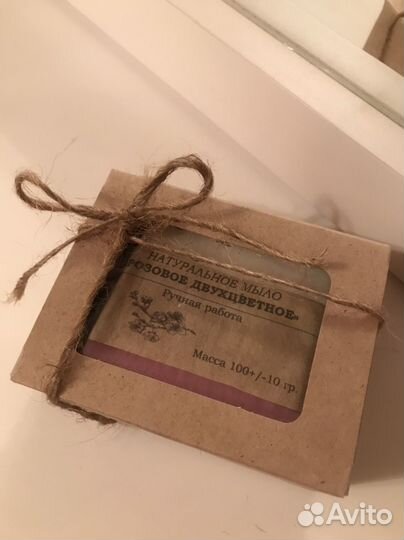 НАТУРАЛЬНОЕ МЫЛО
РОЗОВОЕ ДВУХЦВЕТНОЕ»
Ручная работа
Масса 100+/-10 гр.
Avito